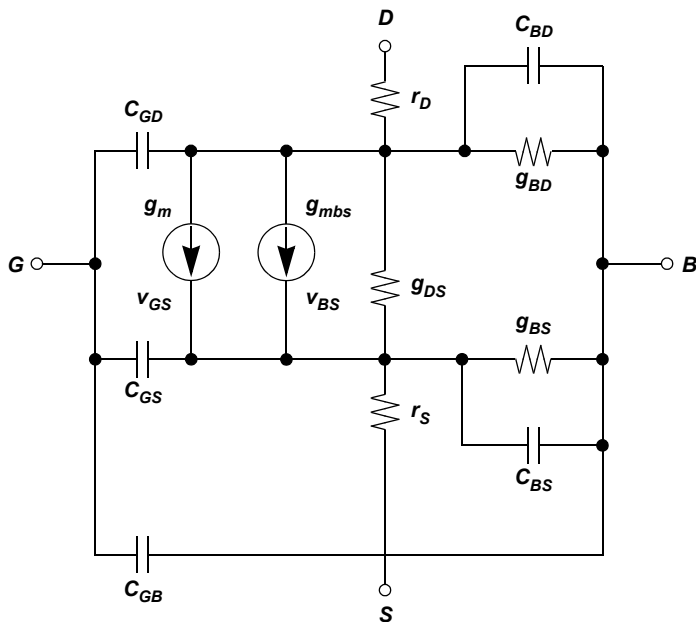 D
C_BD
r_D
C_GD
g_BD
g_m
g_mbs
G
B
g_DS
v_GS
v_BS
g_BS
C_GS
r_S
C_BS
C_GB
S